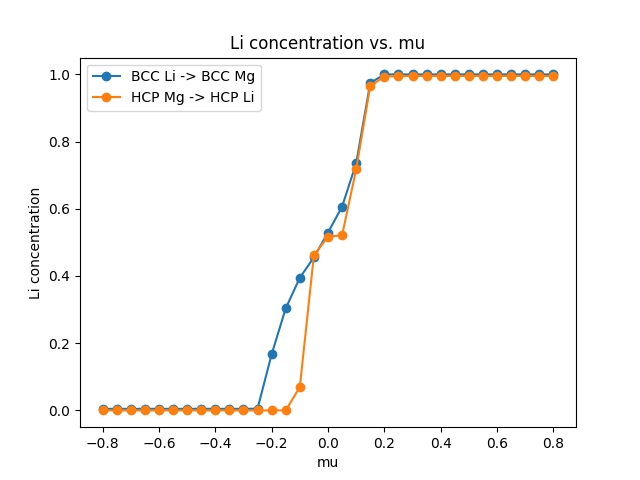 Li concentration vs. mu
BCC Li -> BCC Mg
HCP Mg -> HCP Li
Li concentration
1.0
0.8
0.6
0.4
0.2
0.0
−0.8 −0.6 −0.4 −0.2 0.0 0.2 0.4 0.6 0.8
mu